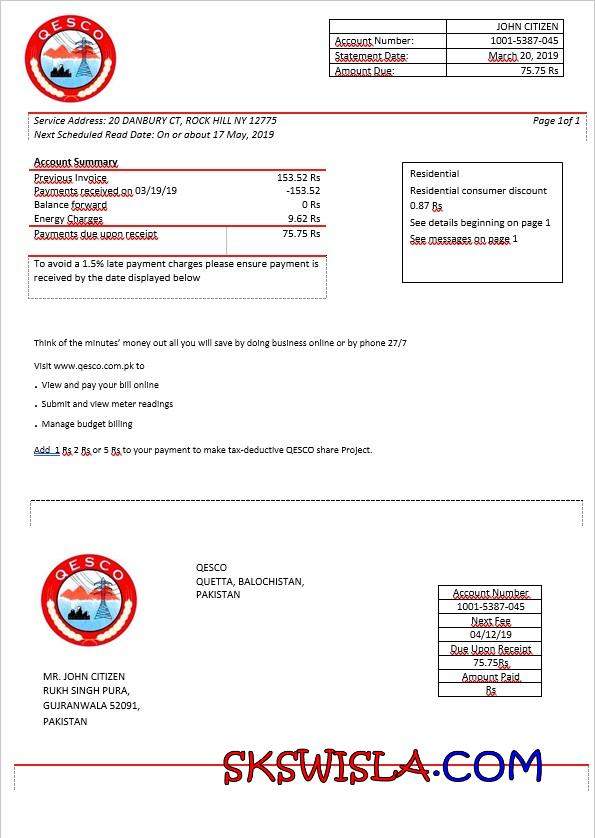 QESCO
JOHN CITIZEN
Account Number: 1001-5387-045
Statement Date: March 20, 2019
Amount Due: 75.75 Rs
Service Address: 20 DANBURY CT, ROCK HILL NY 12775 Page 1of 1
Next Scheduled Read Date: On or about 17 May, 2019
Account Summary
Previous Invoice 153.52 Rs
Payments received on 03/19/19 -153.52
Balance forward 0 Rs
Energy Charges 9.62 Rs
Payments due upon receipt 75.75 Rs
To avoid a 1.5% late payment charges please ensure payment is
received by the date displayed below
Residential
Residential consumer discount
0.87 Rs
See details beginning on page 1
See messages on page 1
Think of the minutes' money out all you will save by doing business online or by phone 27/7
Visit www.qesco.com.pk to
. View and pay your bill online
. Submit and view meter readings
. Manage budget billing
Add 1 Rs 2 Rs or 5 Rs to your payment to make tax-deductive QESCO share Project.
QESCO
QESCO
QUETTA, BALOCHISTAN,
PAKISTAN
Account Number
1001-5387-045
Next Fee
04/12/19
Due Upon Receipt
75.75Rs
Amount Paid
Rs
MR. JOHN CITIZEN
RUKH SINGH PURA,
GUJRANWALA 52091,
PAKISTAN
SKSWISLA.COM